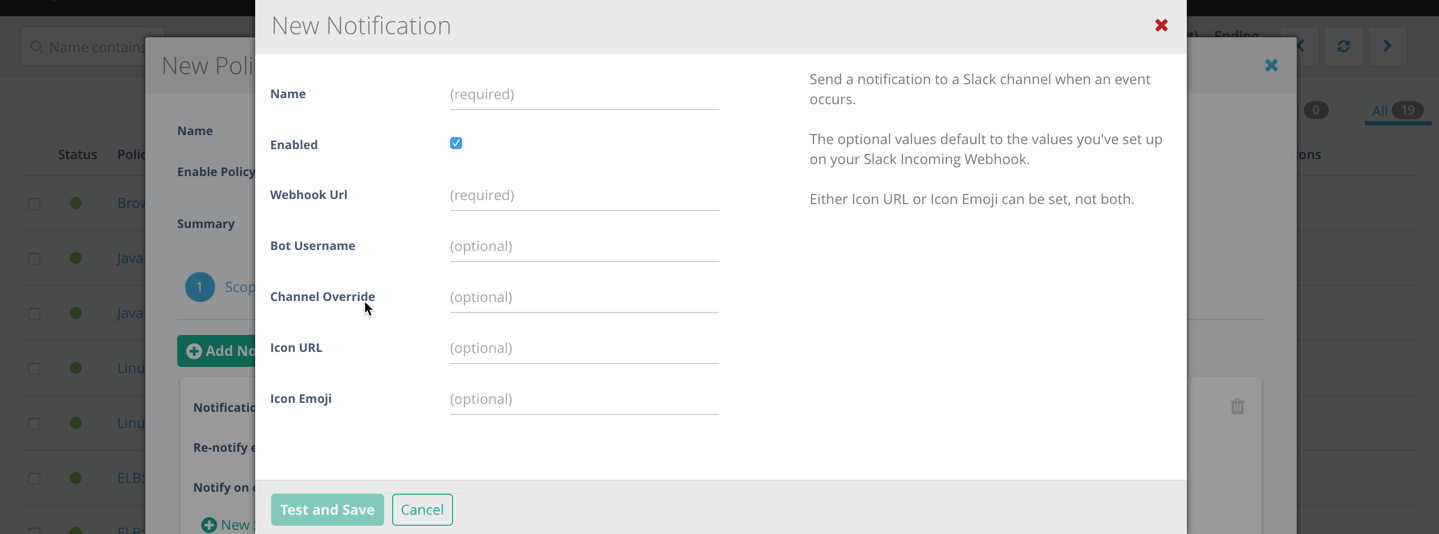 New Notification
Name (required)
Enabled
Webhook Url (required)
Bot Username (optional)
Channel Override (optional)
Icon URL (optional)
Icon Emoji (optional)
Send a notification to a Slack channel when an event
occurs.
The optional values default to the values you've set up
on your Slack Incoming Webhook.
Either Icon URL or Icon Emoji can be set, not both.
Test and Save
Cancel
New Poli
Name
Enable Policy
Summary
1 Scop
Add No
Notificatio
Re-notify e
Notify on e
New S
Name contains
Ending
0
All 19
Status Polic
ons
Brow
Java
Java
Linu
Linu
ELB:
ELB: